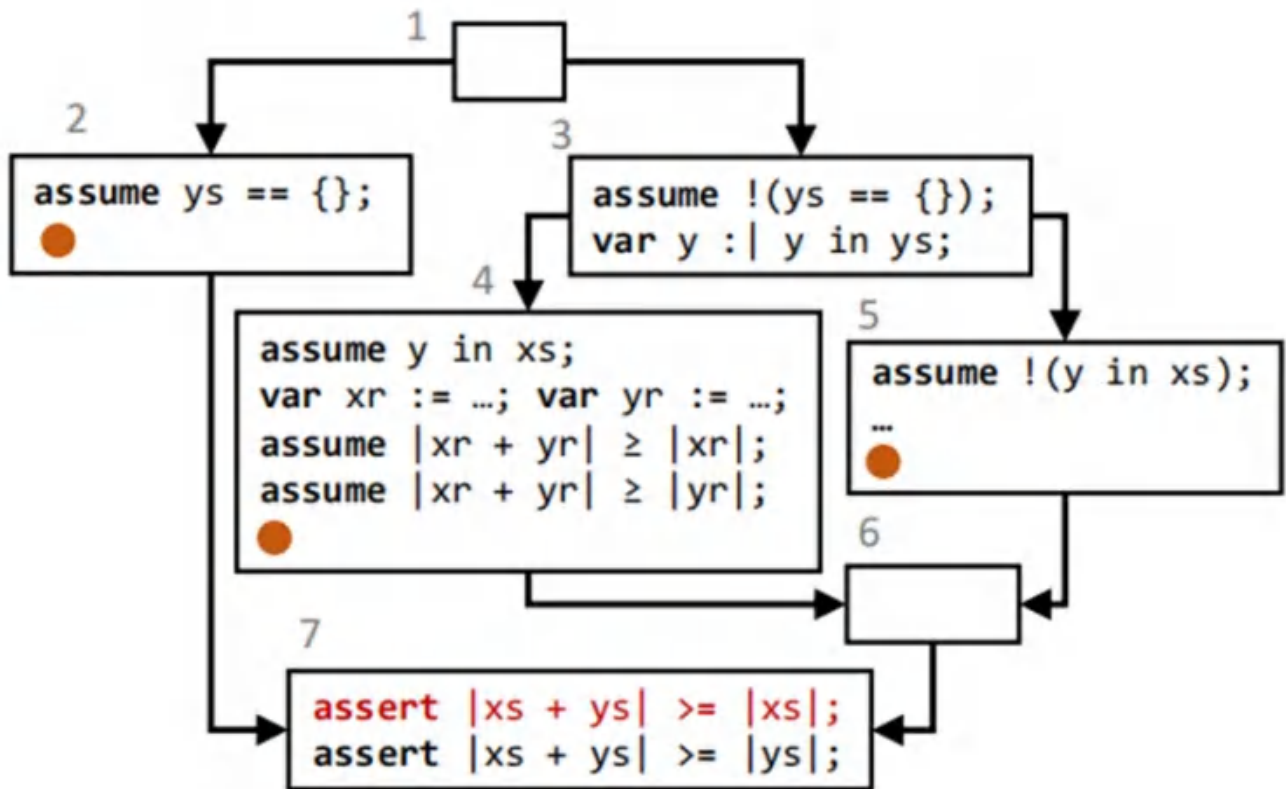 1
2
assume ys == {};
3
assume !(ys == {});
var y :| y in ys;
4
assume y in xs;
var xr := …; var yr := …;
assume |xr + yr| ≥ |xr|;
assume |xr + yr| ≥ |yr|;
5
assume !(y in xs);
…
6
7
assert |xs + ys| >= |xs|;
assert |xs + ys| >= |ys|;